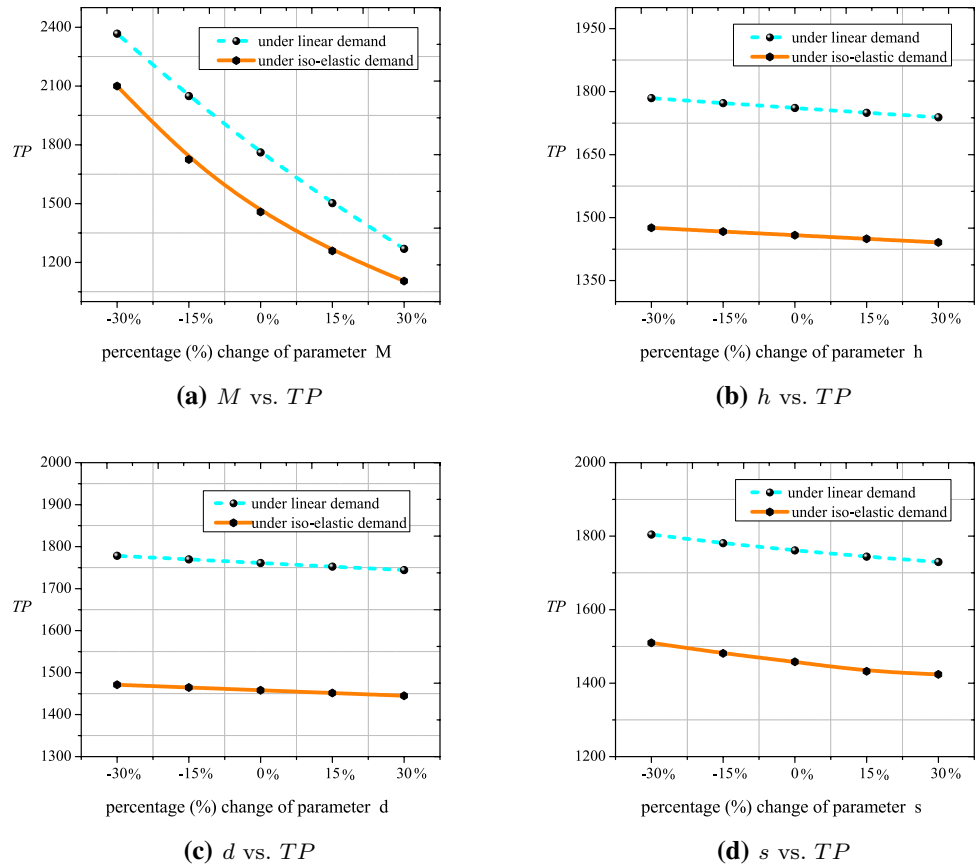 2400
2100
1800
1500
1200
TP
under linear demand
under iso-elastic demand
-30% -15% 0% 15% 30%
percentage (%) change of parameter M
(a) M vs. TP
1950
1800
1650
1500
1350
TP
under linear demand
under iso-elastic demand
-30% -15% 0% 15% 30%
percentage (%) change of parameter h
(b) h vs. TP
2000
1900
1800
1700
1600
1500
1400
1300
TP
under linear demand
under iso-elastic demand
-30% -15% 0% 15% 30%
percentage (%) change of parameter d
(c) d vs. TP
2000
1800
1600
1400
1200
TP
under linear demand
under iso-elastic demand
-30% -15% 0% 15% 30%
percentage (%) change of parameter s
(d) s vs. TP